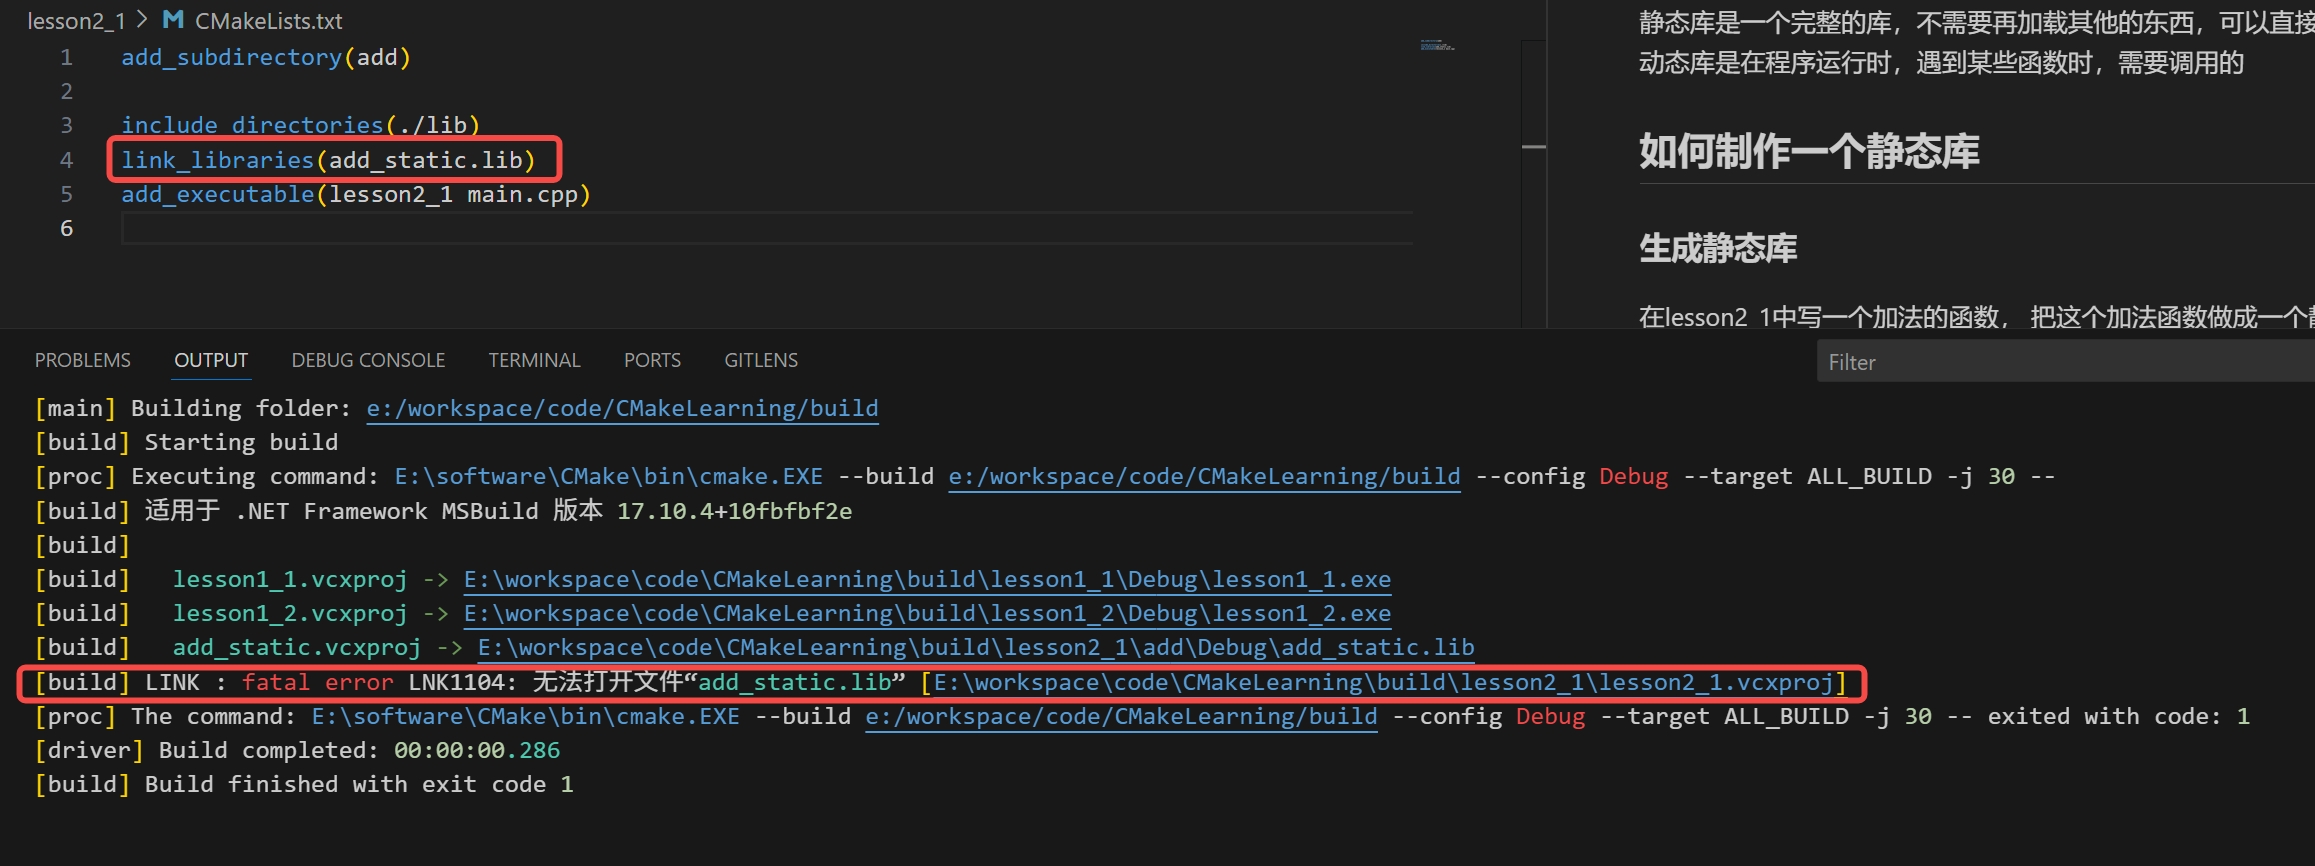 lesson2_1 > M CMakeLists.txt
1 add_subdirectory(add)
2
3 include_directories(./lib)
4 link_libraries(add_static.lib)
5 add_executable(lesson2_1 main.cpp)
6
静态库是一个完整的库，不需要再加载其他的东西，可以直接
动态库是在程序运行时，遇到某些函数时，需要调用的
如何制作一个静态库
生成静态库
在lesson2_1中写一个加法的函数， 把这个加法函数做成一个静
PROBLEMS OUTPUT DEBUG CONSOLE TERMINAL PORTS GITLENS Filter
[main] Building folder: e:/workspace/code/CMakeLearning/build
[build] Starting build
[proc] Executing command: E:\software\CMake\bin\cmake.EXE --build e:/workspace/code/CMakeLearning/build --config Debug --target ALL_BUILD -j 30 --
[build] 适用于 .NET Framework MSBuild 版本 17.10.4+10fbfbf2e
[build]
[build] lesson1_1.vcxproj -> E:\workspace\code\CMakeLearning\build\lesson1_1\Debug\lesson1_1.exe
[build] lesson1_2.vcxproj -> E:\workspace\code\CMakeLearning\build\lesson1_2\Debug\lesson1_2.exe
[build] add_static.vcxproj -> E:\workspace\code\CMakeLearning\build\lesson2_1\add\Debug\add_static.lib
[build] LINK : fatal error LNK1104: 无法打开文件“add_static.lib” [E:\workspace\code\CMakeLearning\build\lesson2_1\lesson2_1.vcxproj]
[proc] The command: E:\software\CMake\bin\cmake.EXE --build e:/workspace/code/CMakeLearning/build --config Debug --target ALL_BUILD -j 30 -- exited with code: 1
[driver] Build completed: 00:00:00.286
[build] Build finished with exit code 1